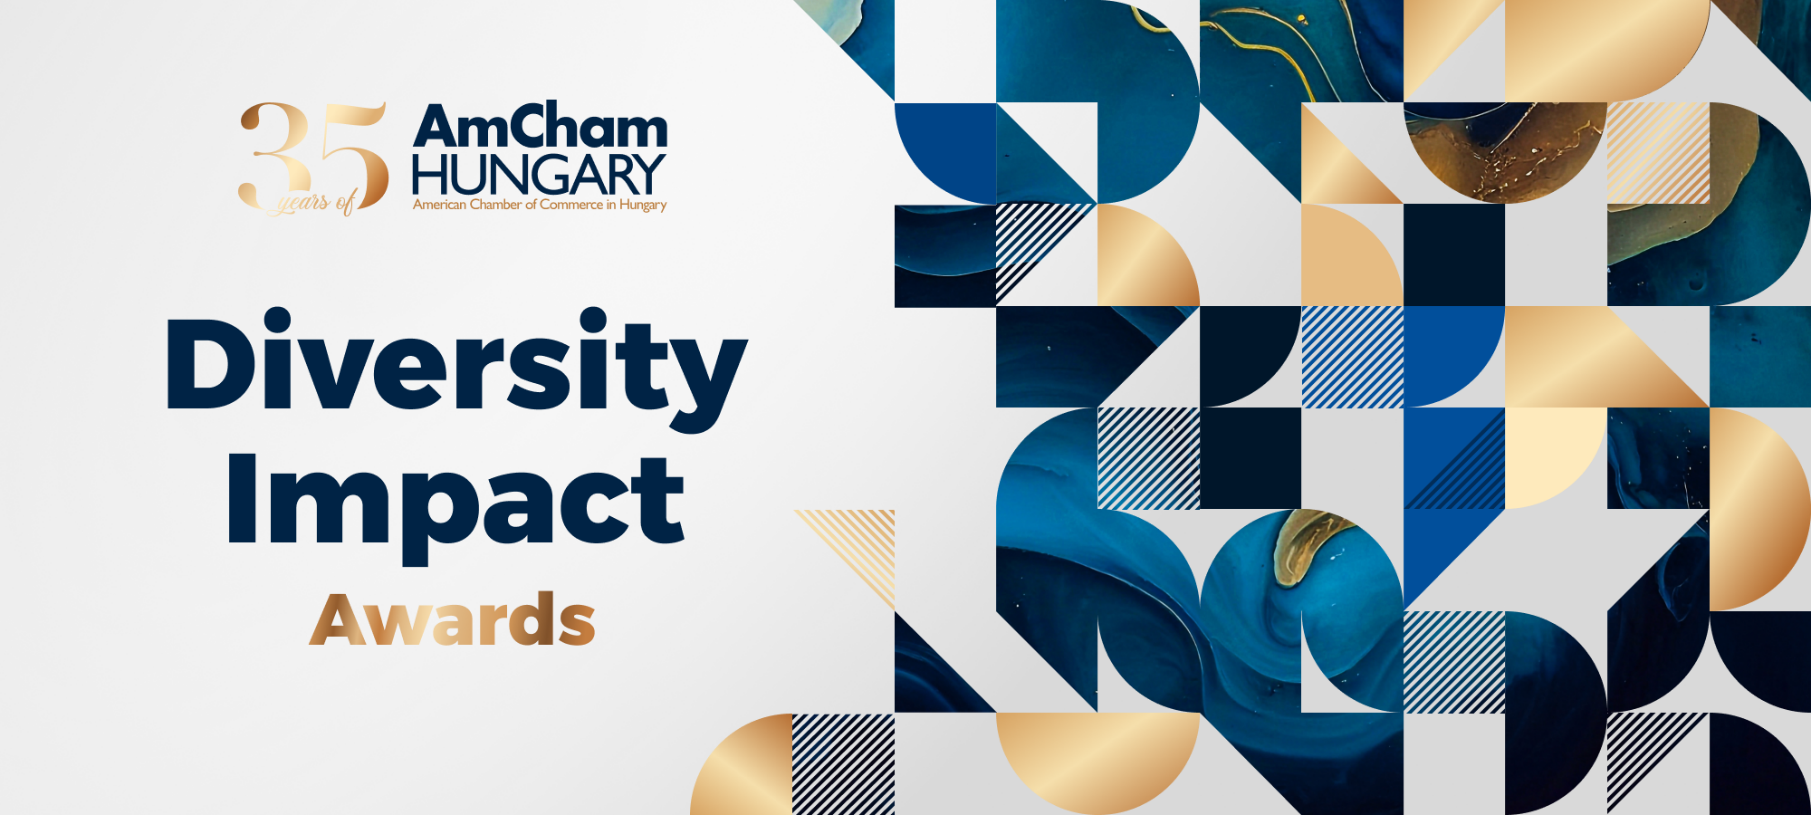 35
years of
AmCham
HUNGARY
American Chamber of Commerce in Hungary
Diversity
Impact
Awards